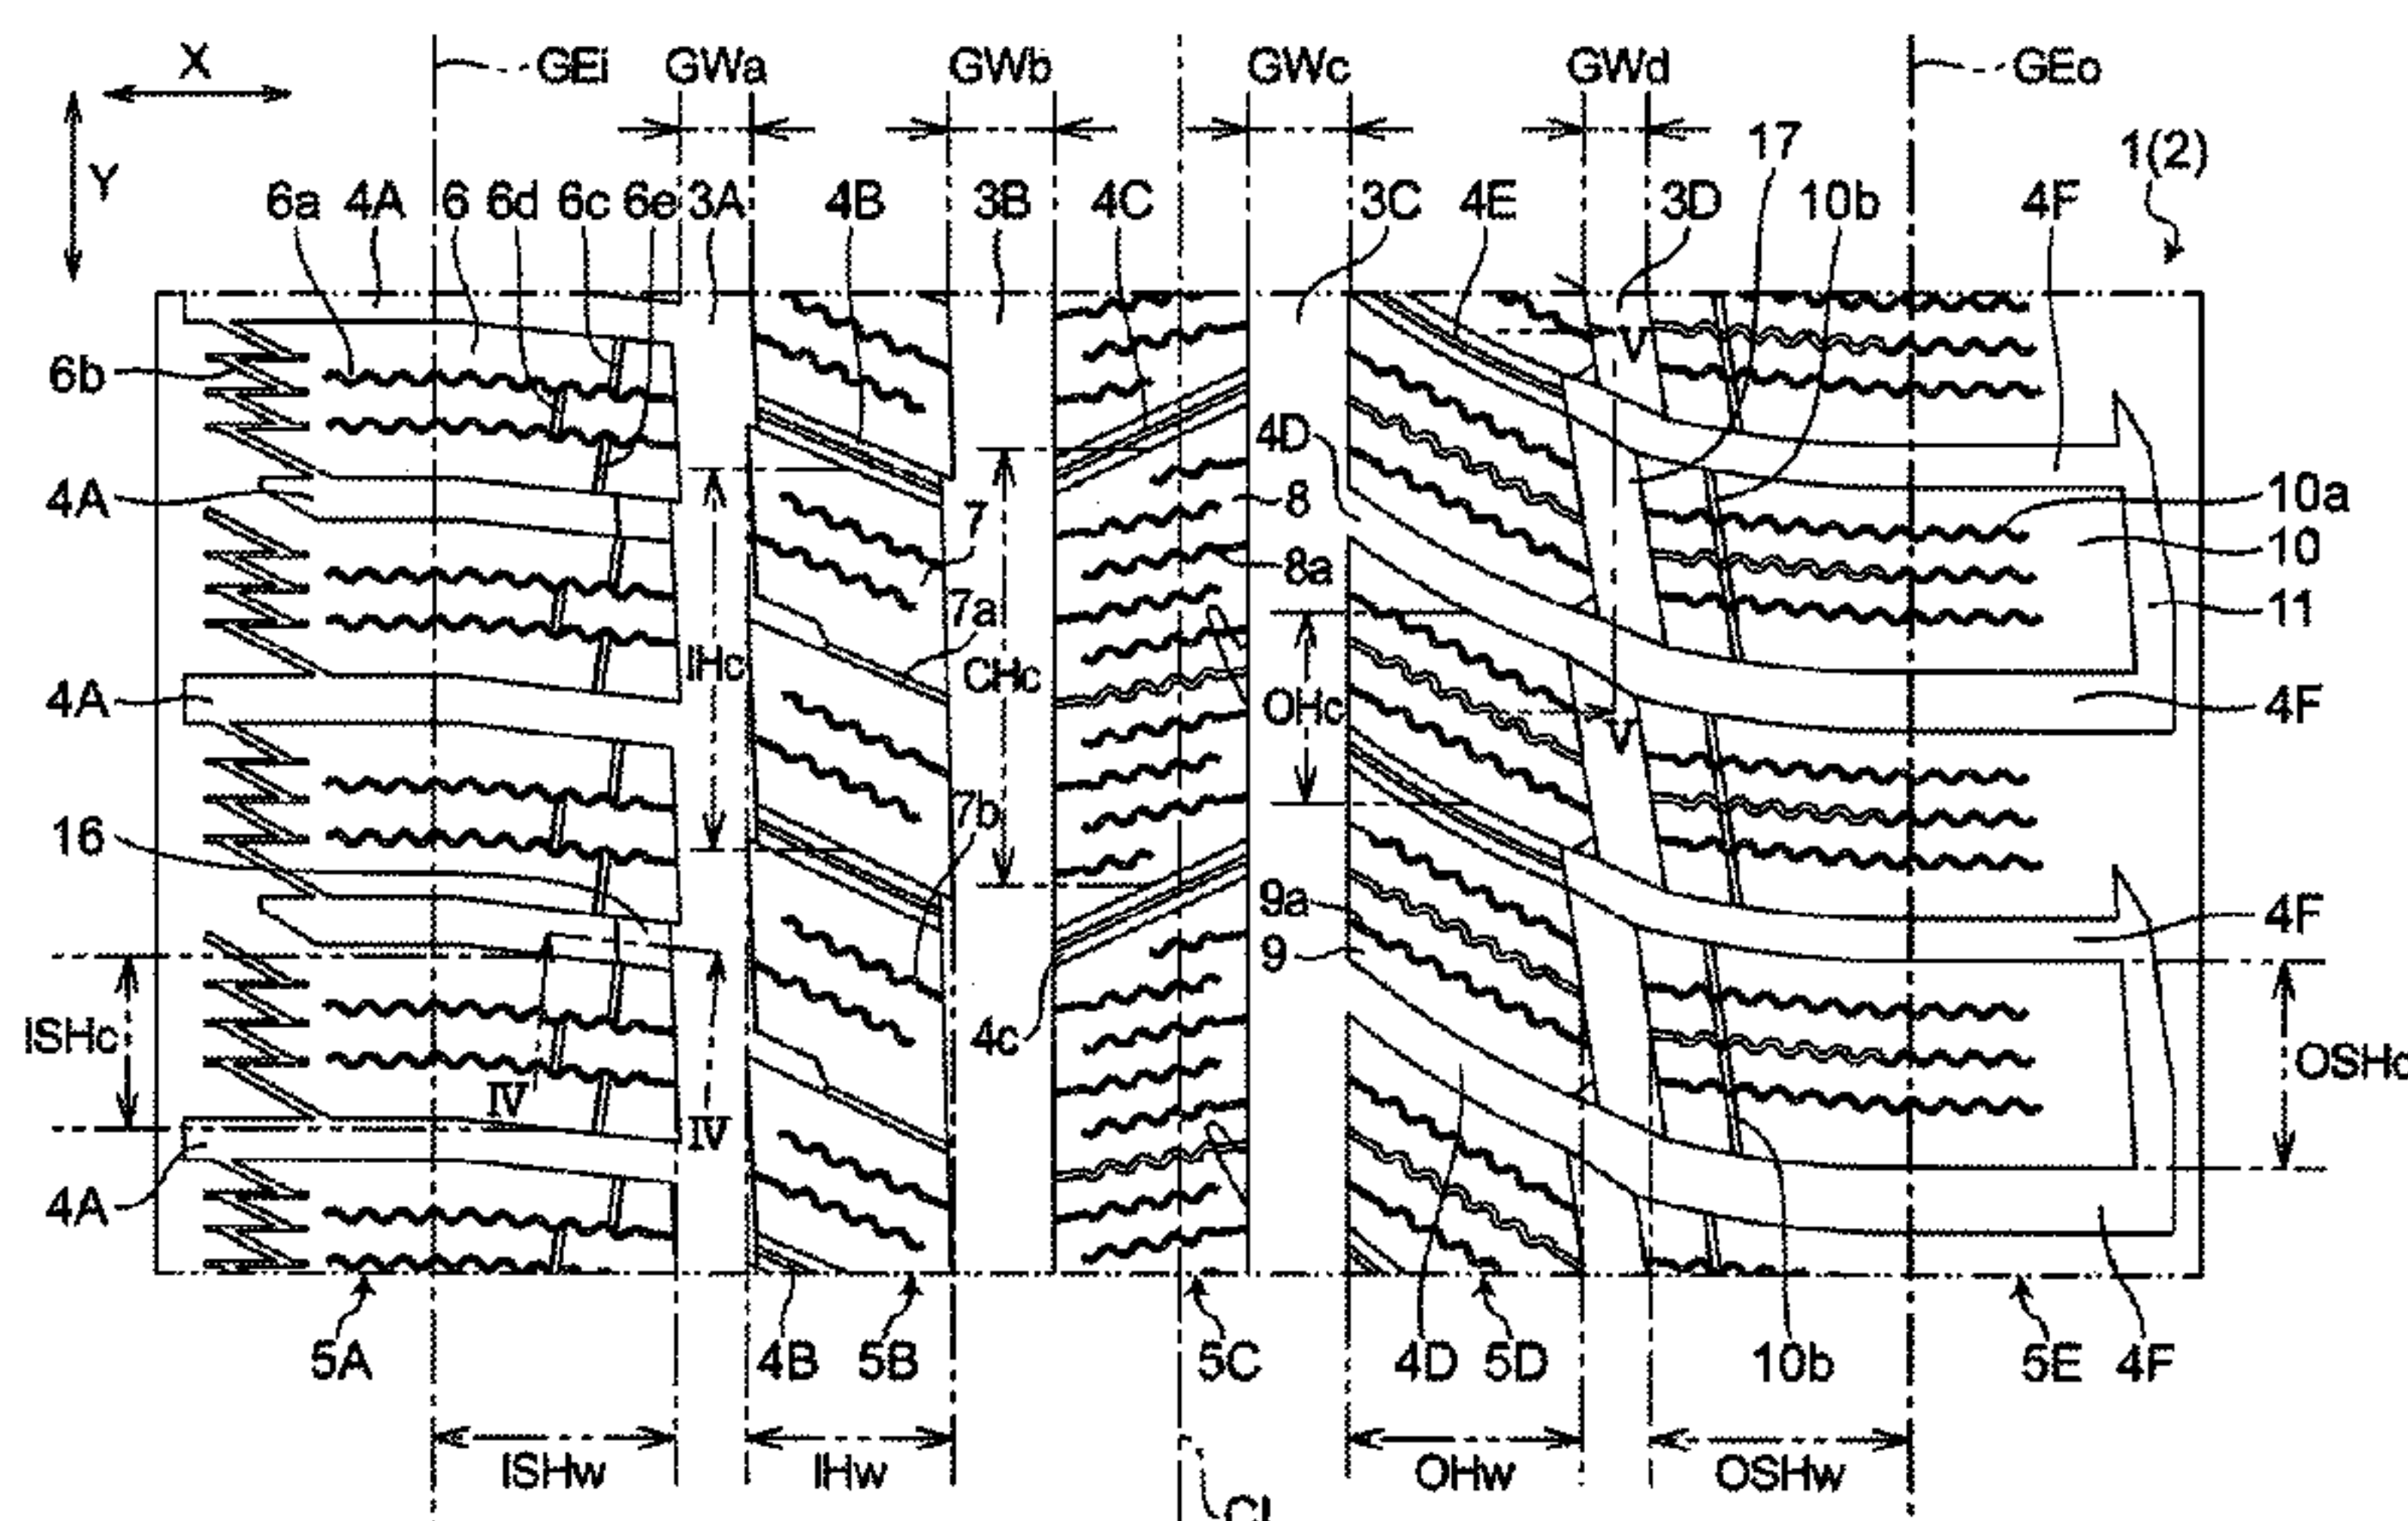 X GEi GWa GWb GWc GWd GEo
Y 17 1(2)
6a 4A 6 6d 6c 6e 3A 4B 3B 4C 3C 4E 3D 10b 4F
V
6b
4D
4A 7 8 10a
10
8a
7a 11
IHc CHc
4A OHc 4F
V
7b
16
9a 4F
9
4c
ISHc OSHc
IV IV
4A
5A 4B 5B 5C 4D 5D 10b 5E 4F
ISHw IHw OHw OSHw